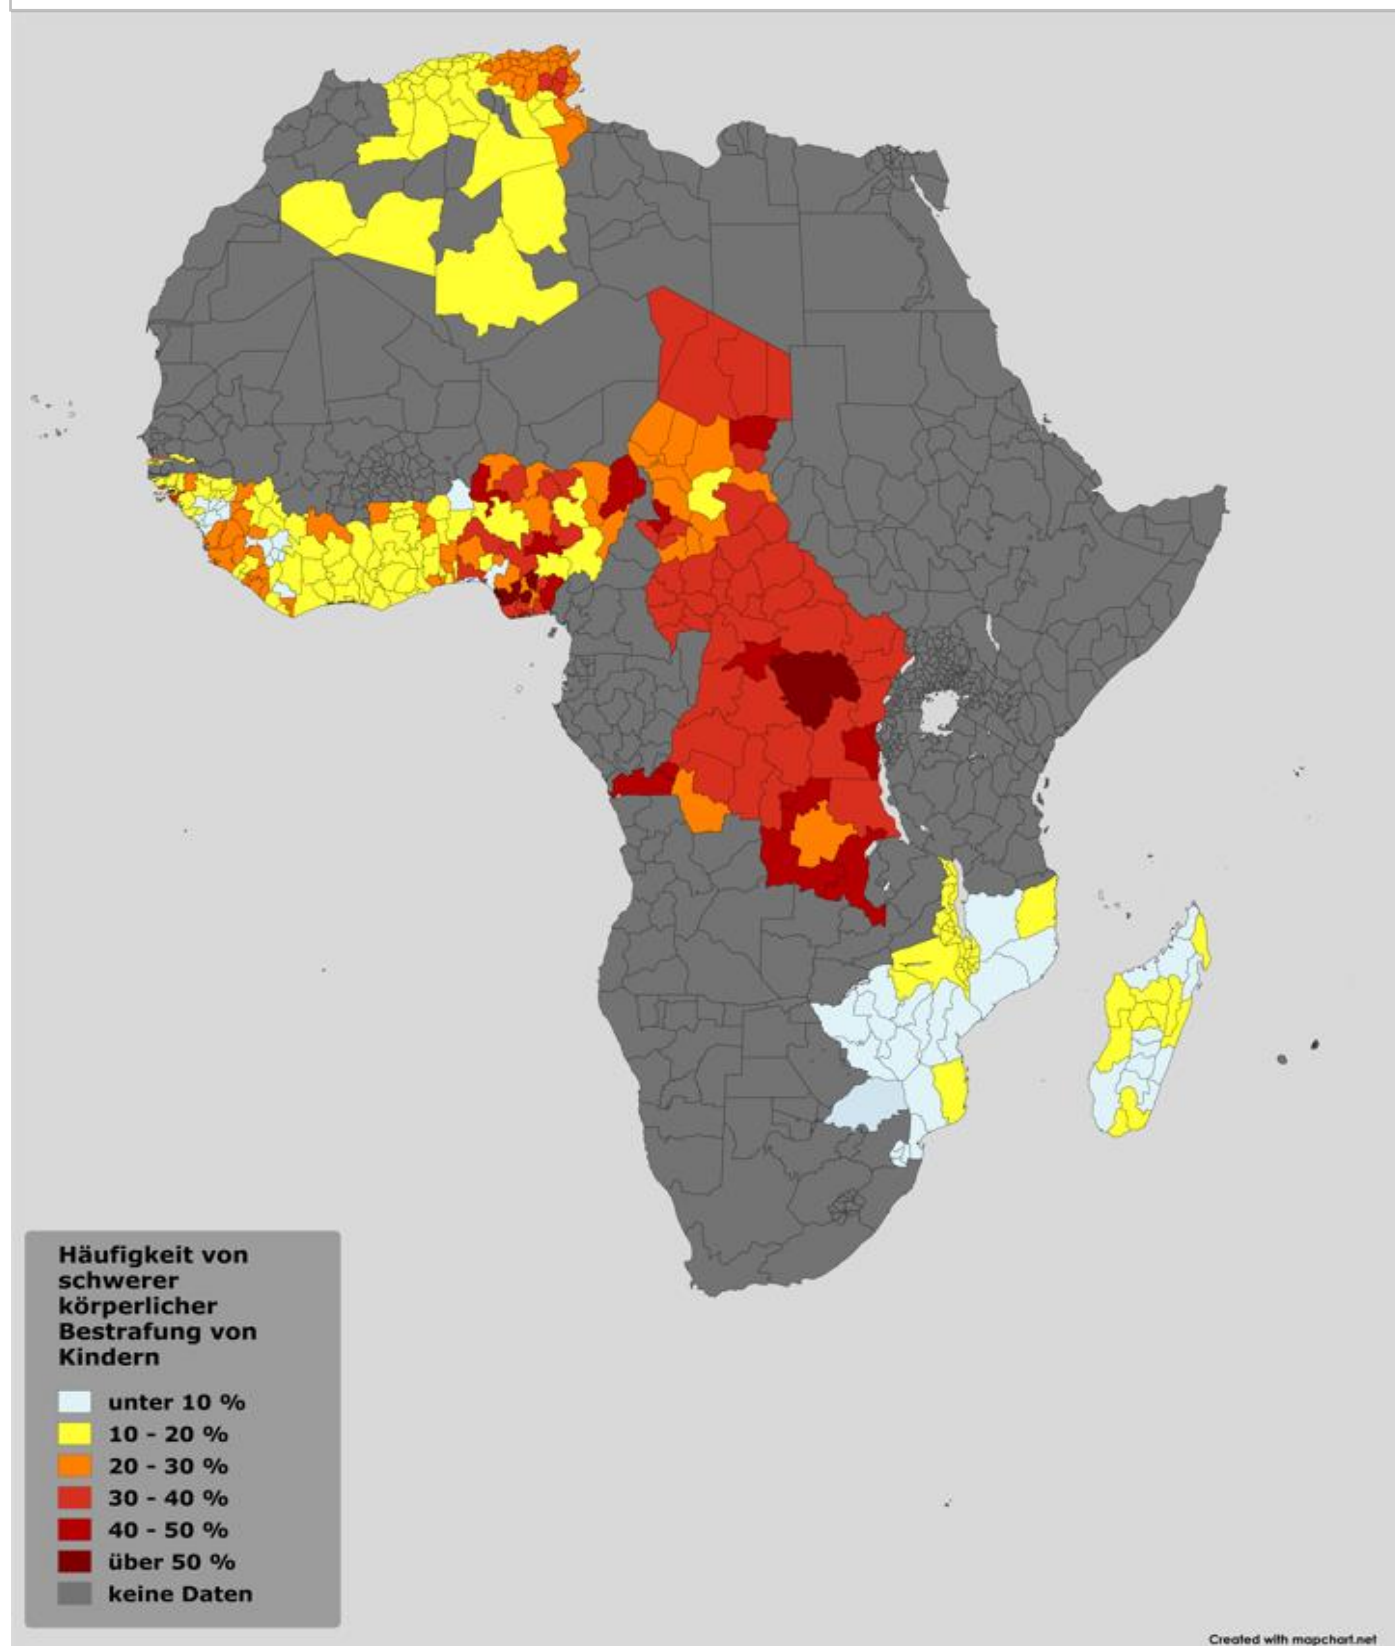 Häufigkeit von
schwerer
körperlicher
Bestrafung von
Kindern
unter 10 %
10 - 20 %
20 - 30 %
30 - 40 %
40 - 50 %
über 50 %
keine Daten
Created with mapchart.net